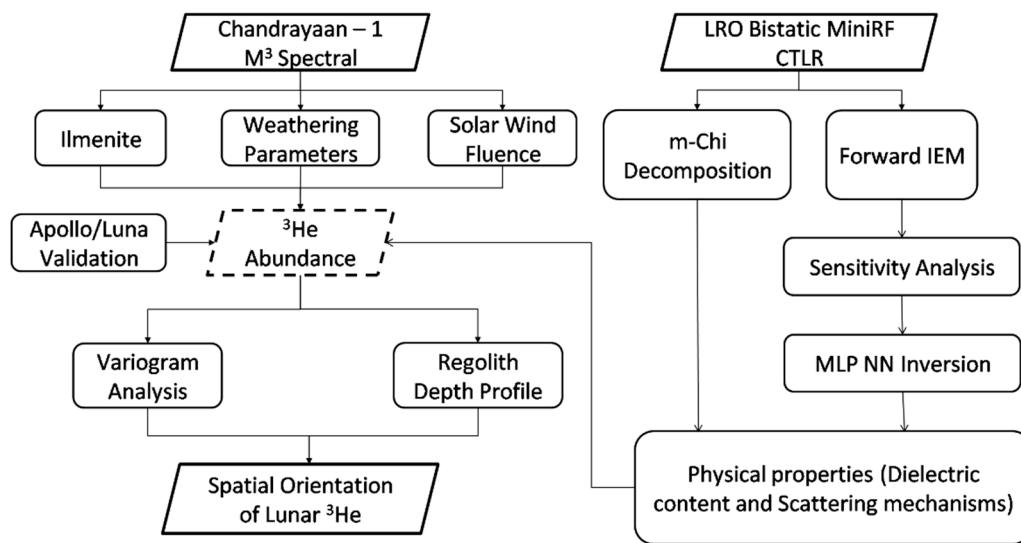 Chandrayaan – 1
M³ Spectral
LRO Bistatic MiniRF
CTLR
Ilmenite
Weathering
Parameters
Solar Wind
Fluence
m-Chi
Decomposition
Forward IEM
Apollo/Luna
Validation
³He
Abundance
Sensitivity Analysis
Variogram
Analysis
Regolith
Depth Profile
MLP NN Inversion
Physical properties (Dielectric
content and Scattering mechanisms)
Spatial Orientation
of Lunar ³He